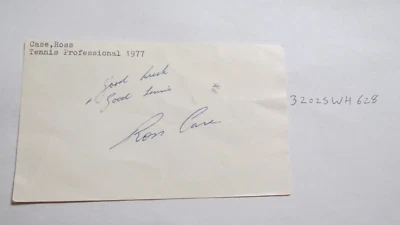 Case,Ross
Tennis Professional 1977
Good luck
& Good tennis
Ross Case
32025WH628